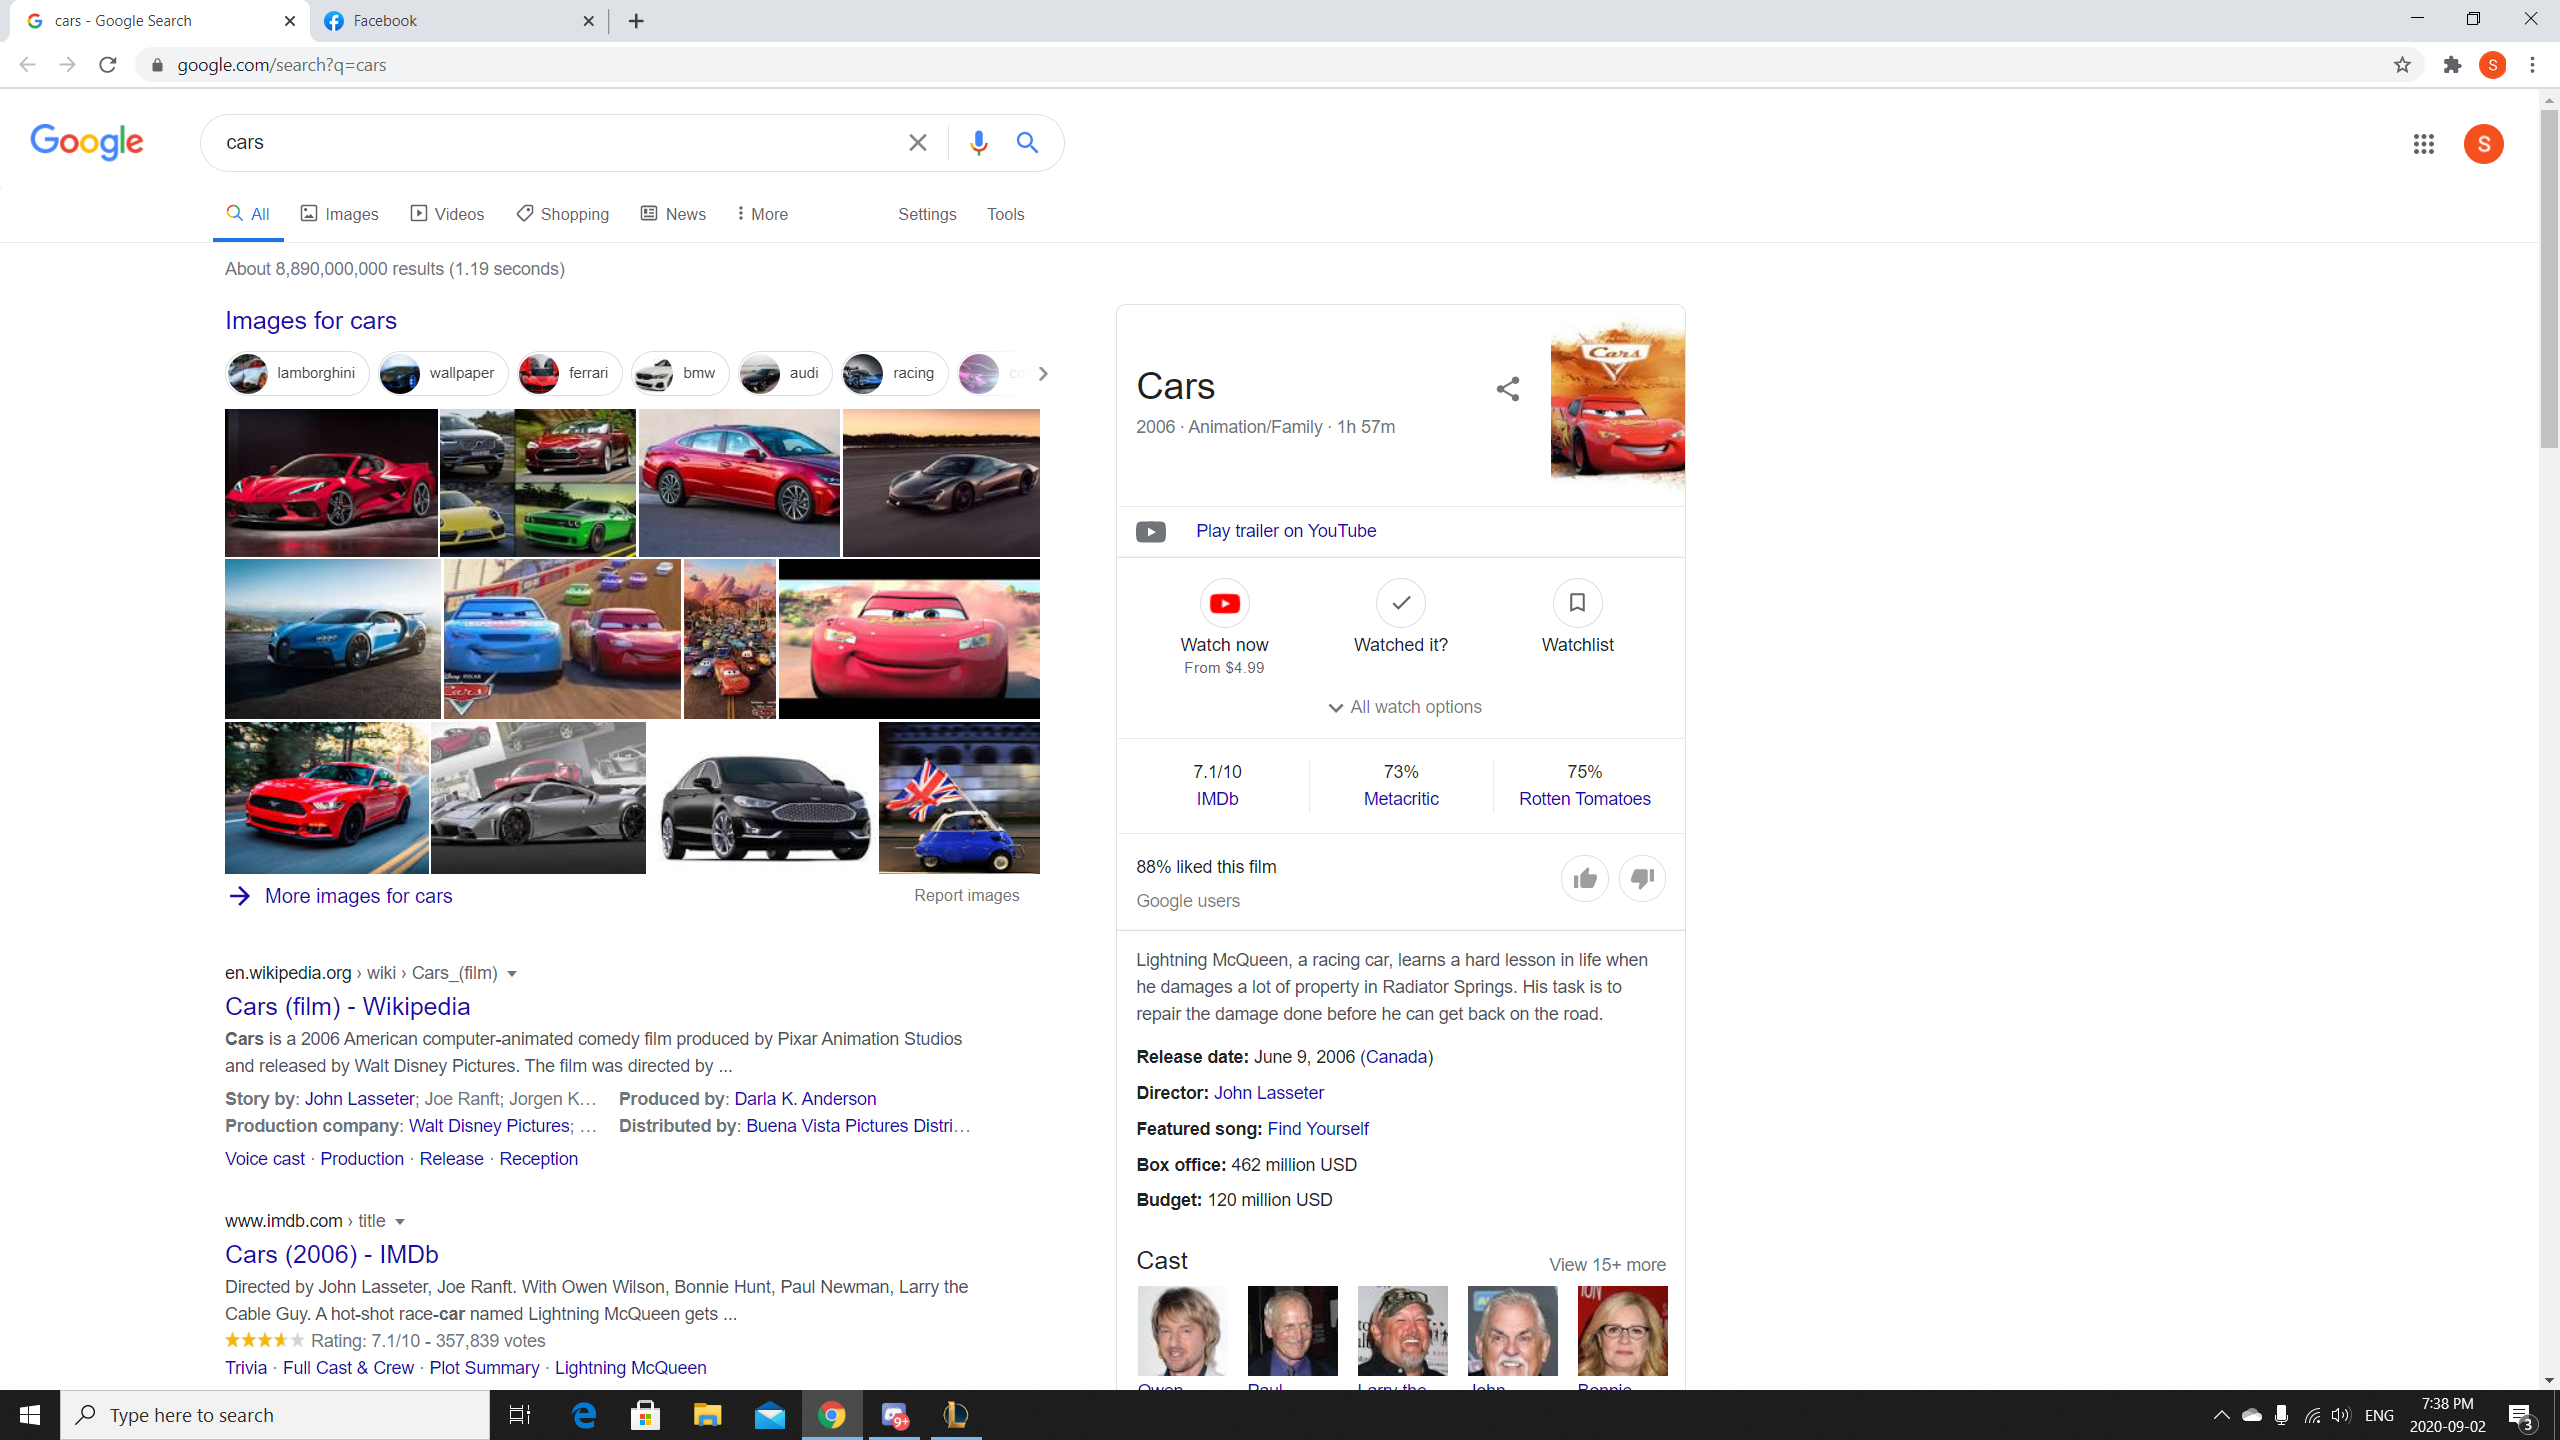 cars - Google Search
Facebook
google.com/search?q=cars
S
Google
cars
S
All
Images
Videos
Shopping
News
More
Settings
Tools
About 8,890,000,000 results (1.19 seconds)
Images for cars
lamborghini
wallpaper
ferrari
bmw
audi
racing
Cars
More images for cars
Report images
en.wikipedia.org › wiki › Cars_(film)
Cars (film) - Wikipedia
Cars is a 2006 American computer-animated comedy film produced by Pixar Animation Studios
and released by Walt Disney Pictures. The film was directed by ...
Story by: John Lasseter; Joe Ranft; Jorgen K... Produced by: Darla K. Anderson
Production company: Walt Disney Pictures; ... Distributed by: Buena Vista Pictures Distri...
Voice cast · Production · Release · Reception
www.imdb.com › title
Cars (2006) - IMDb
Directed by John Lasseter, Joe Ranft. With Owen Wilson, Bonnie Hunt, Paul Newman, Larry the
Cable Guy. A hot-shot race-car named Lightning McQueen gets ...
Rating: 7.1/10 - 357,839 votes
Trivia · Full Cast & Crew · Plot Summary · Lightning McQueen
Cars
2006 · Animation/Family · 1h 57m
Cars
Play trailer on YouTube
Watch now
From $4.99
Watched it?
Watchlist
All watch options
7.1/10
IMDb
73%
Metacritic
75%
Rotten Tomatoes
88% liked this film
Google users
Lightning McQueen, a racing car, learns a hard lesson in life when
he damages a lot of property in Radiator Springs. His task is to
repair the damage done before he can get back on the road.
Release date: June 9, 2006 (Canada)
Director: John Lasseter
Featured song: Find Yourself
Box office: 462 million USD
Budget: 120 million USD
Cast
View 15+ more
Type here to search
9+
ENG
7:38 PM
2020-09-02
3